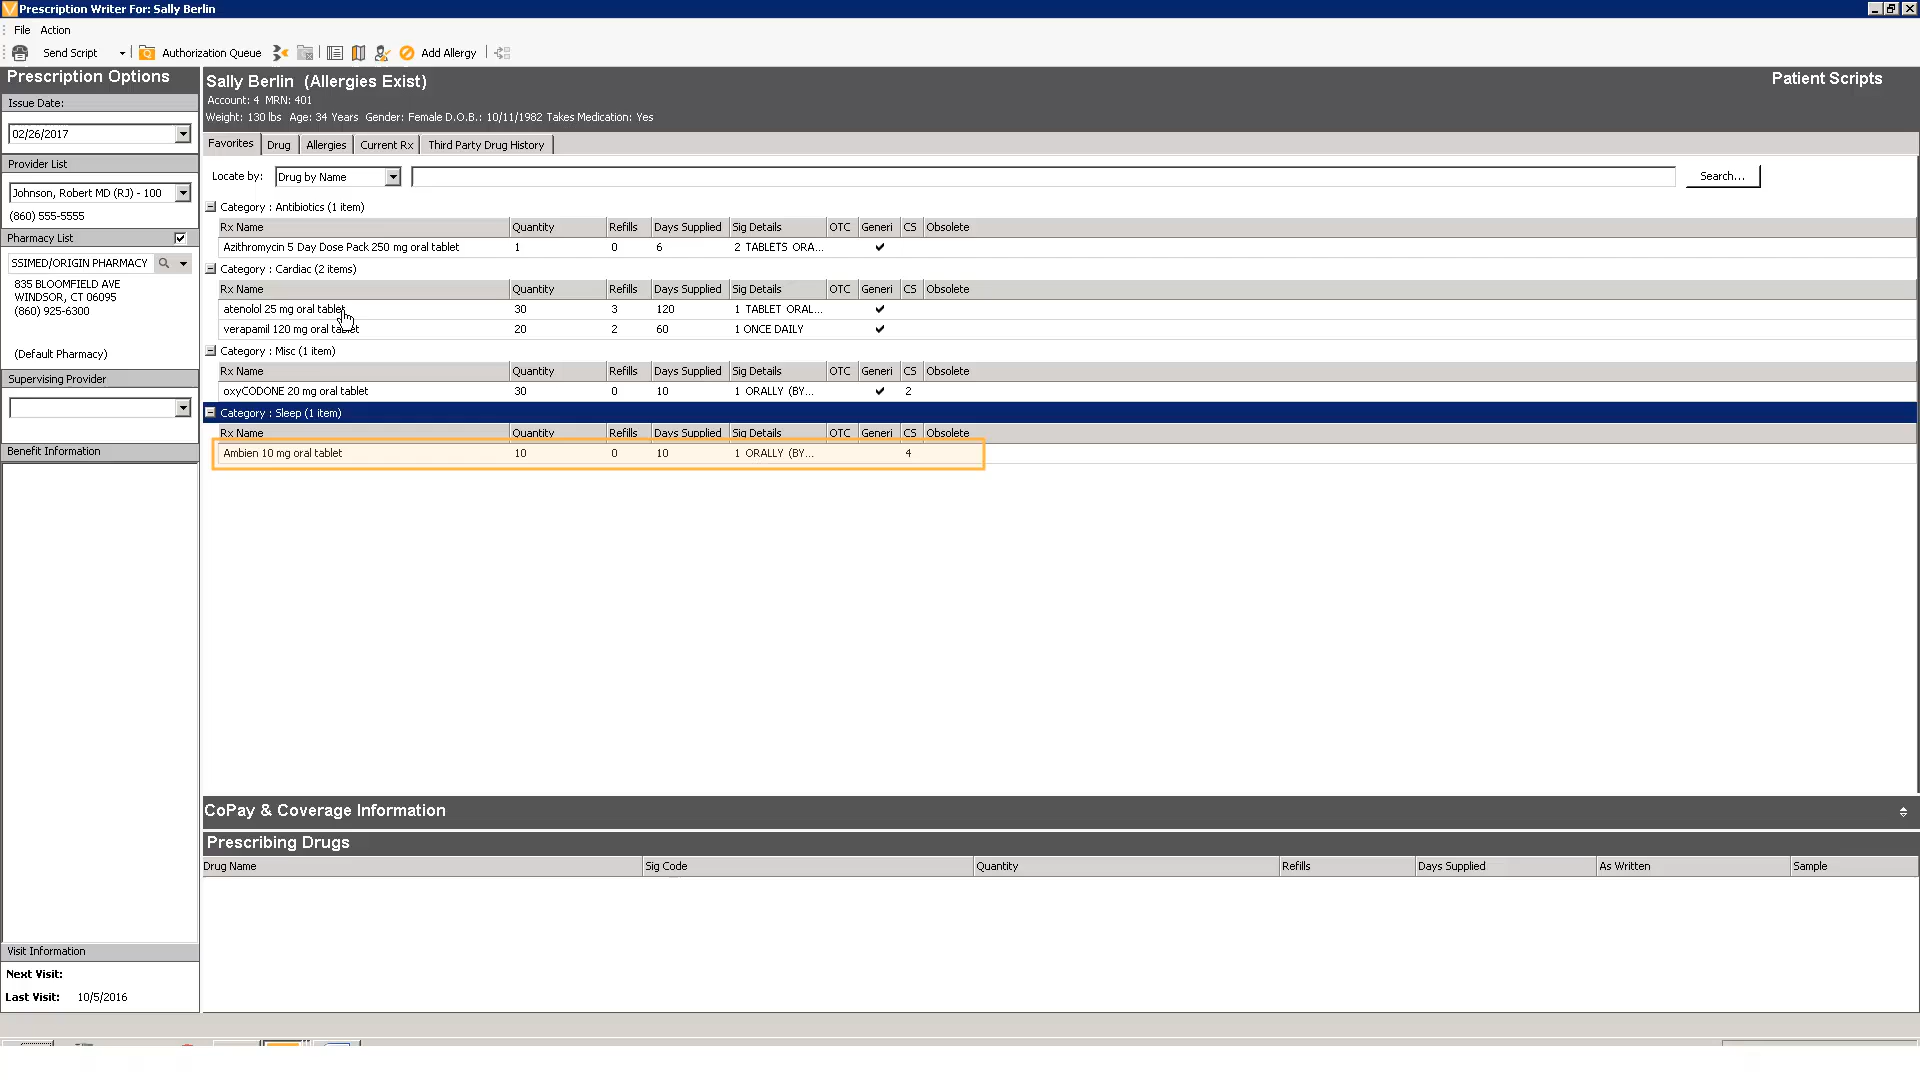 Prescription Writer For: Sally Berlin
File Action
Send Script Authorization Queue Add Allergy
Prescription Options
Issue Date:
02/26/2017
Provider List
Johnson, Robert MD (RJ) - 100
(860) 555-5555
Pharmacy List
SSIMED/ORIGIN PHARMACY
835 BLOOMFIELD AVE
WINDSOR, CT 06095
(860) 925-6300
(Default Pharmacy)
Supervising Provider
Benefit Information
Visit Information
Next Visit:
Last Visit: 10/5/2016
Sally Berlin (Allergies Exist)
Patient Scripts
Account: 4 MRN: 401
Weight: 130 lbs Age: 34 Years Gender: Female D.O.B.: 10/11/1982 Takes Medication: Yes
Favorites Drug Allergies Current Rx Third Party Drug History
Locate by: Drug by Name Search...
Category : Antibiotics (1 item)
Rx Name Quantity Refills Days Supplied Sig Details OTC Generi CS Obsolete
Azithromycin 5 Day Dose Pack 250 mg oral tablet 1 0 6 2 TABLETS ORA...
Category : Cardiac (2 items)
Rx Name Quantity Refills Days Supplied Sig Details OTC Generi CS Obsolete
atenolol 25 mg oral tablet 30 3 120 1 TABLET ORAL...
verapamil 120 mg oral tablet 20 2 60 1 ONCE DAILY
Category : Misc (1 item)
Rx Name Quantity Refills Days Supplied Sig Details OTC Generi CS Obsolete
oxyCODONE 20 mg oral tablet 30 0 10 1 ORALLY (BY... 2
Category : Sleep (1 item)
Rx Name Quantity Refills Days Supplied Sig Details OTC Generi CS Obsolete
Ambien 10 mg oral tablet 10 0 10 1 ORALLY (BY... 4
CoPay & Coverage Information
Prescribing Drugs
Drug Name Sig Code Quantity Refills Days Supplied As Written Sample